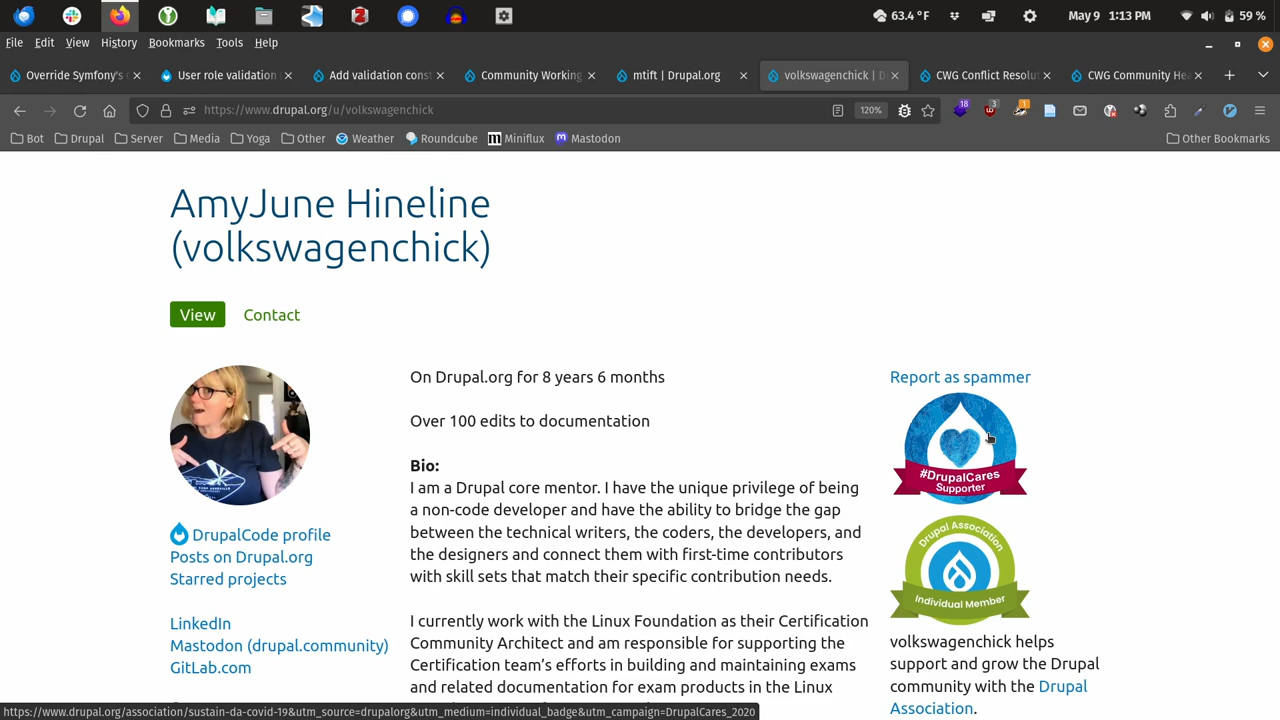 63.4 °F
May 9 1:13 PM
59 %
File Edit View History Bookmarks Tools Help
Override Symfony's
User role validation
Add validation const
Community Working
mtift | Drupal.org
volkswagenchick | D
CWG Conflict Resolu
CWG Community Hea
https://www.drupal.org/u/volkswagenchick
120%
18
3
1
Bot Drupal Server Media Yoga Other Weather Roundcube Miniflux Mastodon Other Bookmarks
AmyJune Hineline
(volkswagenchick)
View Contact
DrupalCode profile
Posts on Drupal.org
Starred projects
LinkedIn
Mastodon (drupal.community)
GitLab.com
On Drupal.org for 8 years 6 months
Over 100 edits to documentation
Bio:
I am a Drupal core mentor. I have the unique privilege of being
a non-code developer and have the ability to bridge the gap
between the technical writers, the coders, the developers, and
the designers and connect them with first-time contributors
with skill sets that match their specific contribution needs.
I currently work with the Linux Foundation as their Certification
Community Architect and am responsible for supporting the
Certification team's efforts in building and maintaining exams
and related documentation for exam products in the Linux
Report as spammer
#DrupalCares
Supporter
Drupal Association
Individual Member
volkswagenchick helps
support and grow the Drupal
community with the Drupal
Association.
https://www.drupal.org/association/sustain-da-covid-19&utm_source=drupalorg&utm_medium=individual_badge&utm_campaign=DrupalCares_2020